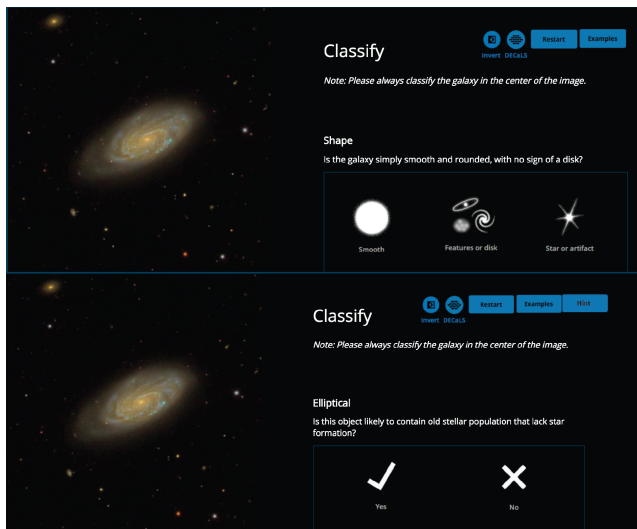 Classify
Invert
DECaLS
Restart
Examples
Note: Please always classify the galaxy in the center of the image.
Shape
Is the galaxy simply smooth and rounded, with no sign of a disk?
Smooth
Features or disk
Star or artifact
Classify
Invert
DECaLS
Restart
Examples
Hint
Note: Please always classify the galaxy in the center of the image.
Elliptical
Is this object likely to contain old stellar population that lack star
formation?
Yes
No